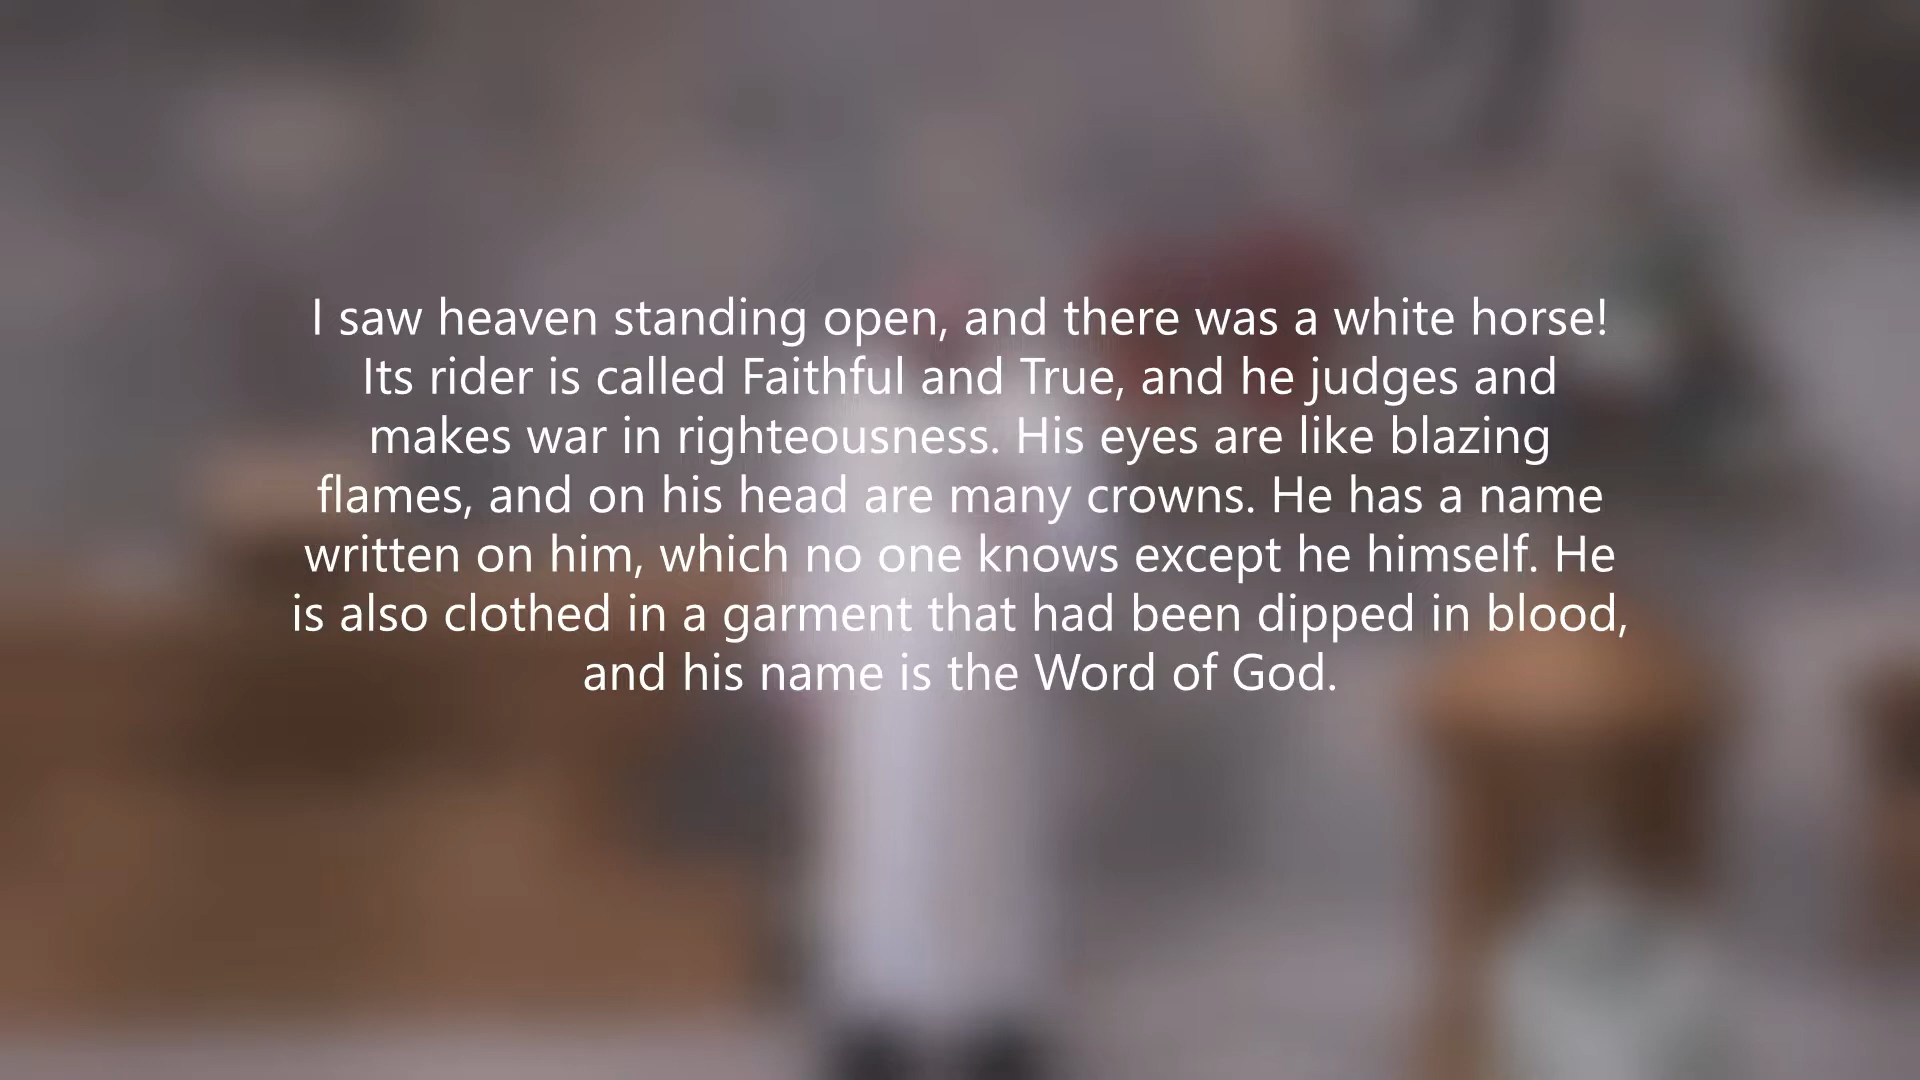 I saw heaven standing open, and there was a white horse!
Its rider is called Faithful and True, and he judges and
makes war in righteousness. His eyes are like blazing
flames, and on his head are many crowns. He has a name
written on him, which no one knows except he himself. He
is also clothed in a garment that had been dipped in blood,
and his name is the Word of God.